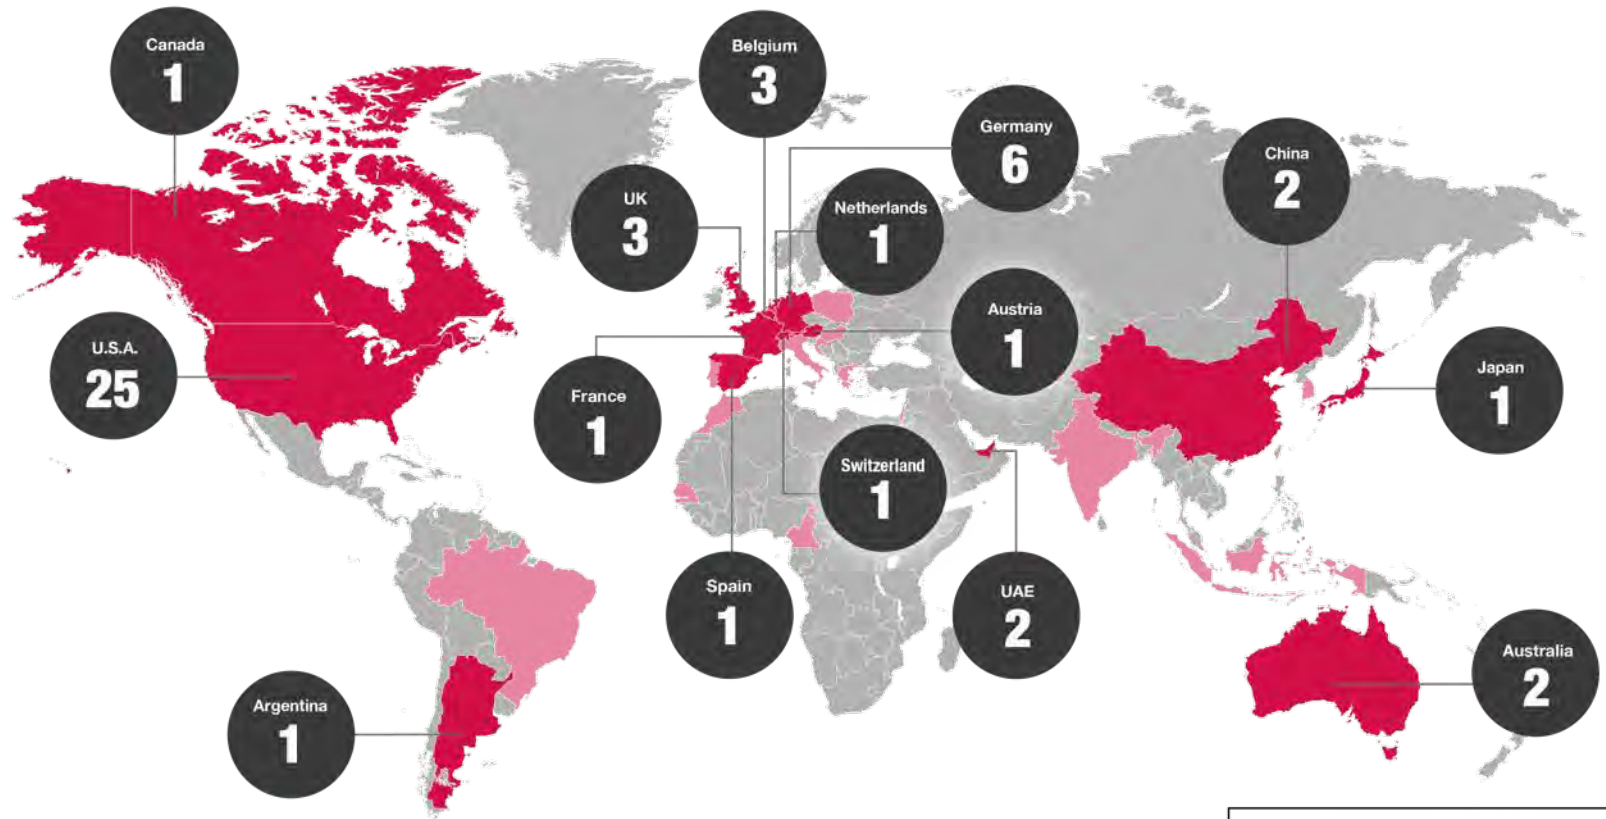 Canada
1
Belgium
3
Germany
6
China
2
UK
3
Netherlands
1
Austria
1
U.S.A.
25
France
1
Japan
1
Switzerland
1
Spain
1
UAE
2
Australia
2
Argentina
1